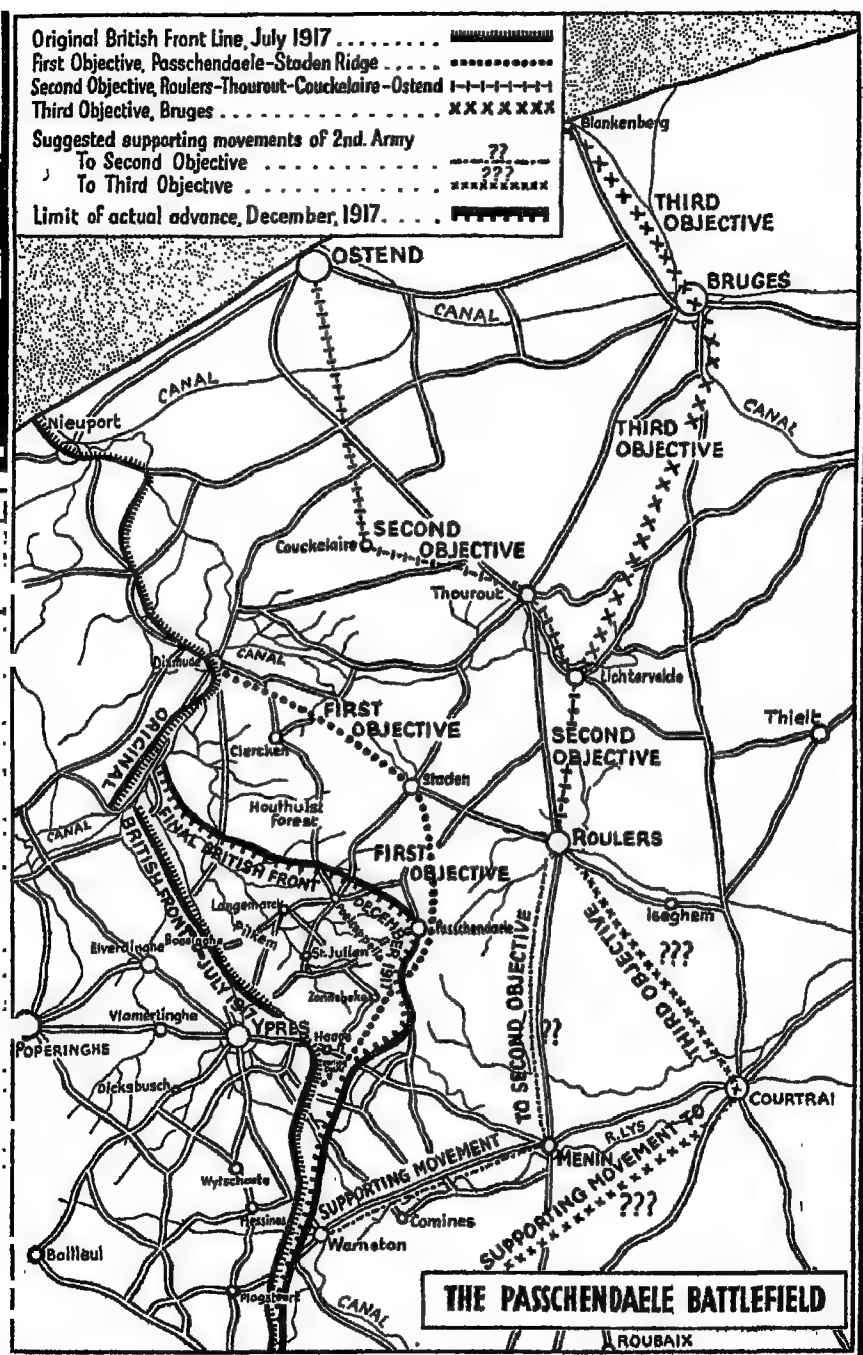 Original British Front Line, July 1917 . . . . . . . . .
First Objective, Passchendaele-Staden Ridge . . . . . . .
Second Objective, Roulers-Thourout-Couckelaire-Ostend
Third Objective, Bruges . . . . . . . . . . . . . . . . . .
Suggested supporting movements of 2nd. Army
To Second Objective . . . . . . . . . . . ??
To Third Objective . . . . . . . . . . . . . ???
Limit of actual advance, December, 1917. . . . .
Blankenberg
THIRD
OBJECTIVE
OSTEND
BRUGES
CANAL
CANAL
CANAL
Nieuport
THIRD
OBJECTIVE
SECOND
OBJECTIVE
Couckelaire
Thourout
Dixmude
CANAL
Lichtervelde
ORIGINAL
FIRST
OBJECTIVE
Clercken
Thielt
SECOND
OBJECTIVE
Staden
Houthulst
Forest
CANAL
ROULERS
FINAL BRITISH FRONT
DECEMBER 1917
FIRST
OBJECTIVE
BRITISH FRONT - JULY 1917
Langemarck
Poelcappelle
Passchendaele
Iseghem
Pilkem
Boesinghe
Elverdinghe
St.Julien
Zonnebeke
TO SECOND OBJECTIVE
??
THIRD OBJECTIVE
???
Vlamertinghe
YPRES
Hooge
POPERINGHE
Dickebusch
COURTRAI
R.LYS
MENIN
SUPPORTING MOVEMENT
SUPPORTING MOVEMENT TO
???
Wytschaete
Messines
Comines
Warneton
Bailleul
Plogsteert
CANAL
THE PASSCHENDAELE BATTLEFIELD
ROUBAIX